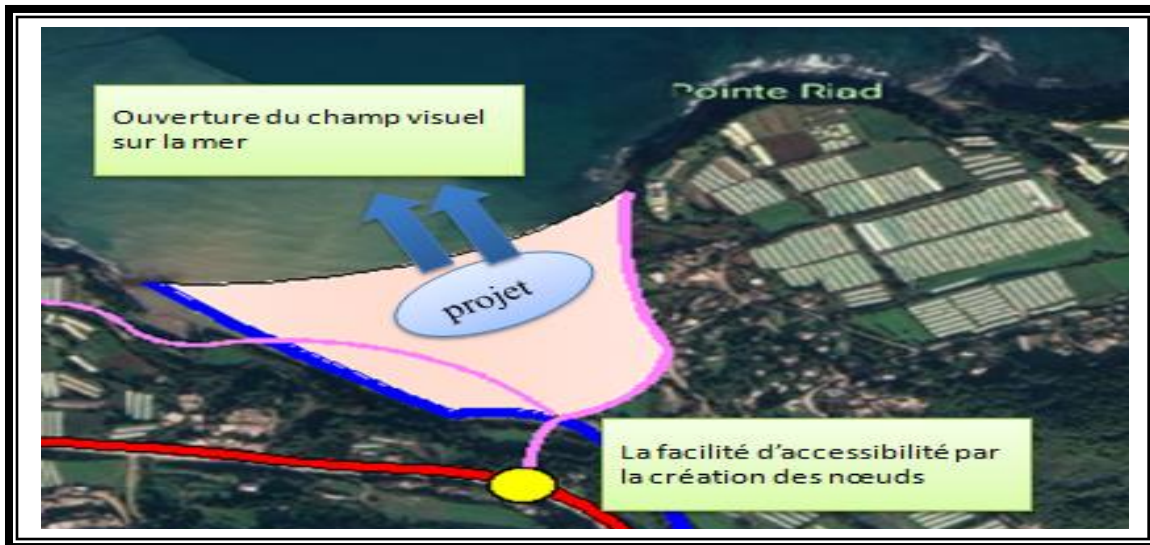 Ouverture du champ visuel
sur la mer
Pointe Riad
projet
La facilité d’accessibilité par
la création des nœuds